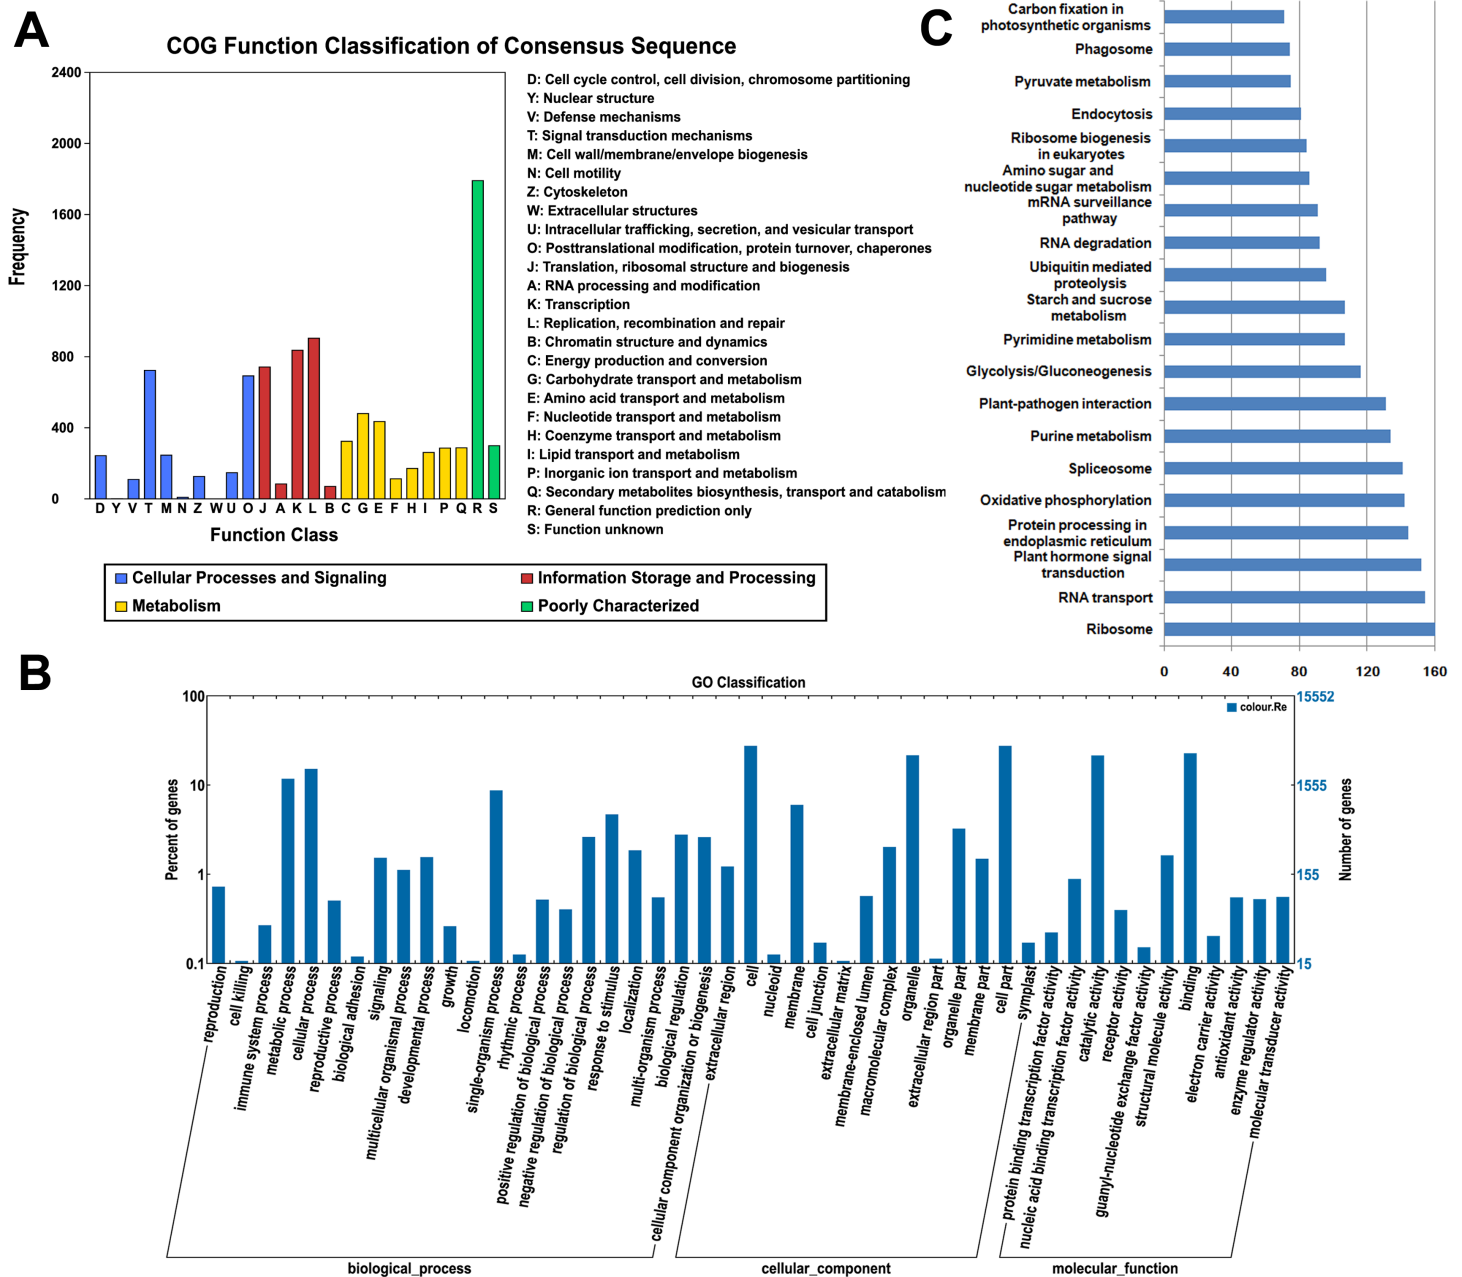 A
COG Function Classification of Consensus Sequence
Frequency
2400
2000
1600
1200
800
400
0
D Y V T M N Z W U O J A K L B C G E F H I P Q R S
Function Class
D: Cell cycle control, cell division, chromosome partitioning
Y: Nuclear structure
V: Defense mechanisms
T: Signal transduction mechanisms
M: Cell wall/membrane/envelope biogenesis
N: Cell motility
Z: Cytoskeleton
W: Extracellular structures
U: Intracellular trafficking, secretion, and vesicular transport
O: Posttranslational modification, protein turnover, chaperones
J: Translation, ribosomal structure and biogenesis
A: RNA processing and modification
K: Transcription
L: Replication, recombination and repair
B: Chromatin structure and dynamics
C: Energy production and conversion
G: Carbohydrate transport and metabolism
E: Amino acid transport and metabolism
F: Nucleotide transport and metabolism
H: Coenzyme transport and metabolism
I: Lipid transport and metabolism
P: Inorganic ion transport and metabolism
Q: Secondary metabolites biosynthesis, transport and catabolism
R: General function prediction only
S: Function unknown
Cellular Processes and Signaling
Information Storage and Processing
Metabolism
Poorly Characterized
C
Carbon fixation in
photosynthetic organisms
Phagosome
Pyruvate metabolism
Endocytosis
Ribosome biogenesis
in eukaryotes
Amino sugar and
nucleotide sugar metabolism
mRNA surveillance
pathway
RNA degradation
Ubiquitin mediated
proteolysis
Starch and sucrose
metabolism
Pyrimidine metabolism
Glycolysis/Gluconeogenesis
Plant-pathogen interaction
Purine metabolism
Spliceosome
Oxidative phosphorylation
Protein processing in
endoplasmic reticulum
Plant hormone signal
transduction
RNA transport
Ribosome
0 40 80 120 160
B
GO Classification
Percent of genes
100
10
1
0.1
15552
1555
155
15
Number of genes
colour.Re
reproduction
cell killing
immune system process
metabolic process
cellular process
reproductive process
biological adhesion
signaling
multicellular organismal process
developmental process
growth
locomotion
single-organism process
rhythmic process
positive regulation of biological process
negative regulation of biological process
regulation of biological process
response to stimulus
localization
multi-organism process
biological regulation
cellular component organization or biogenesis
extracellular region
cell
nucleoid
membrane
cell junction
extracellular matrix
membrane-enclosed lumen
macromolecular complex
organelle
extracellular region part
organelle part
membrane part
cell part
symplast
protein binding transcription factor activity
nucleic acid binding transcription factor activity
catalytic activity
receptor activity
guanyl-nucleotide exchange factor activity
structural molecule activity
binding
electron carrier activity
antioxidant activity
enzyme regulator activity
molecular transducer activity
biological_process
cellular_component
molecular_function